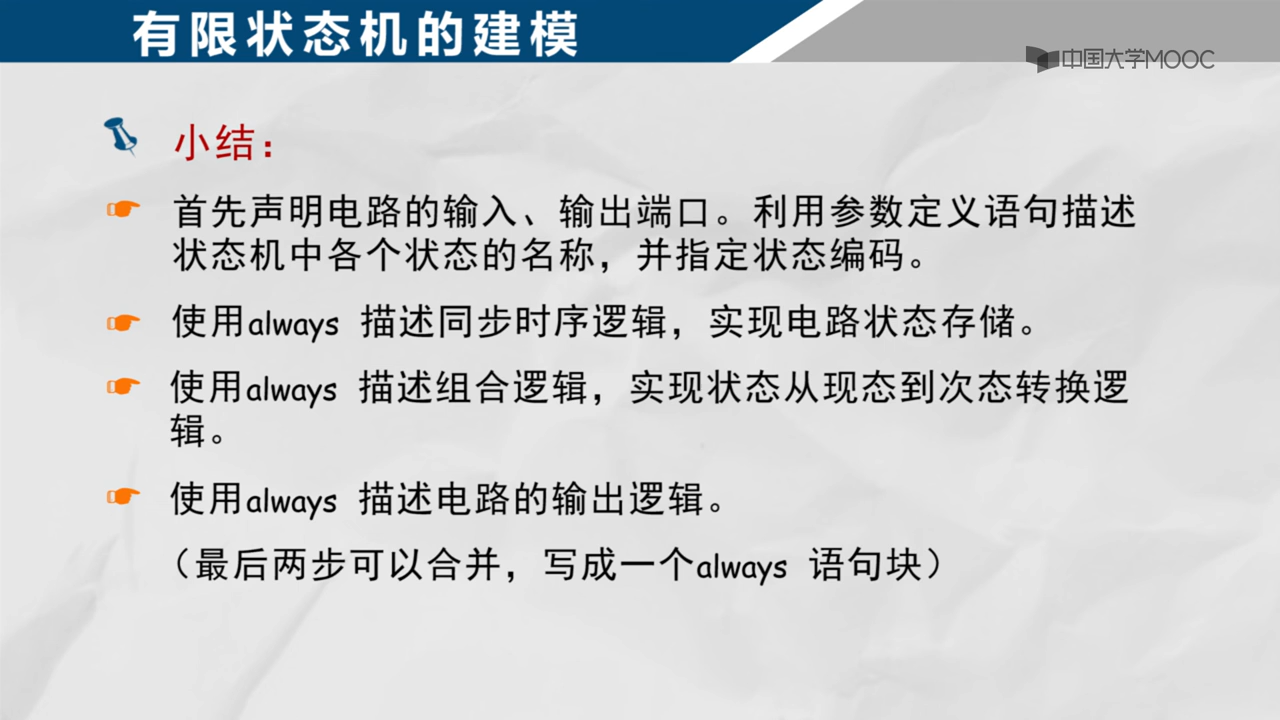 有限状态机的建模
中国大学MOOC
小结：
首先声明电路的输入、输出端口。利用参数定义语句描述
状态机中各个状态的名称，并指定状态编码。
使用always 描述同步时序逻辑，实现电路状态存储。
使用always 描述组合逻辑，实现状态从现态到次态转换逻
辑。
使用always 描述电路的输出逻辑。
（最后两步可以合并，写成一个always 语句块）